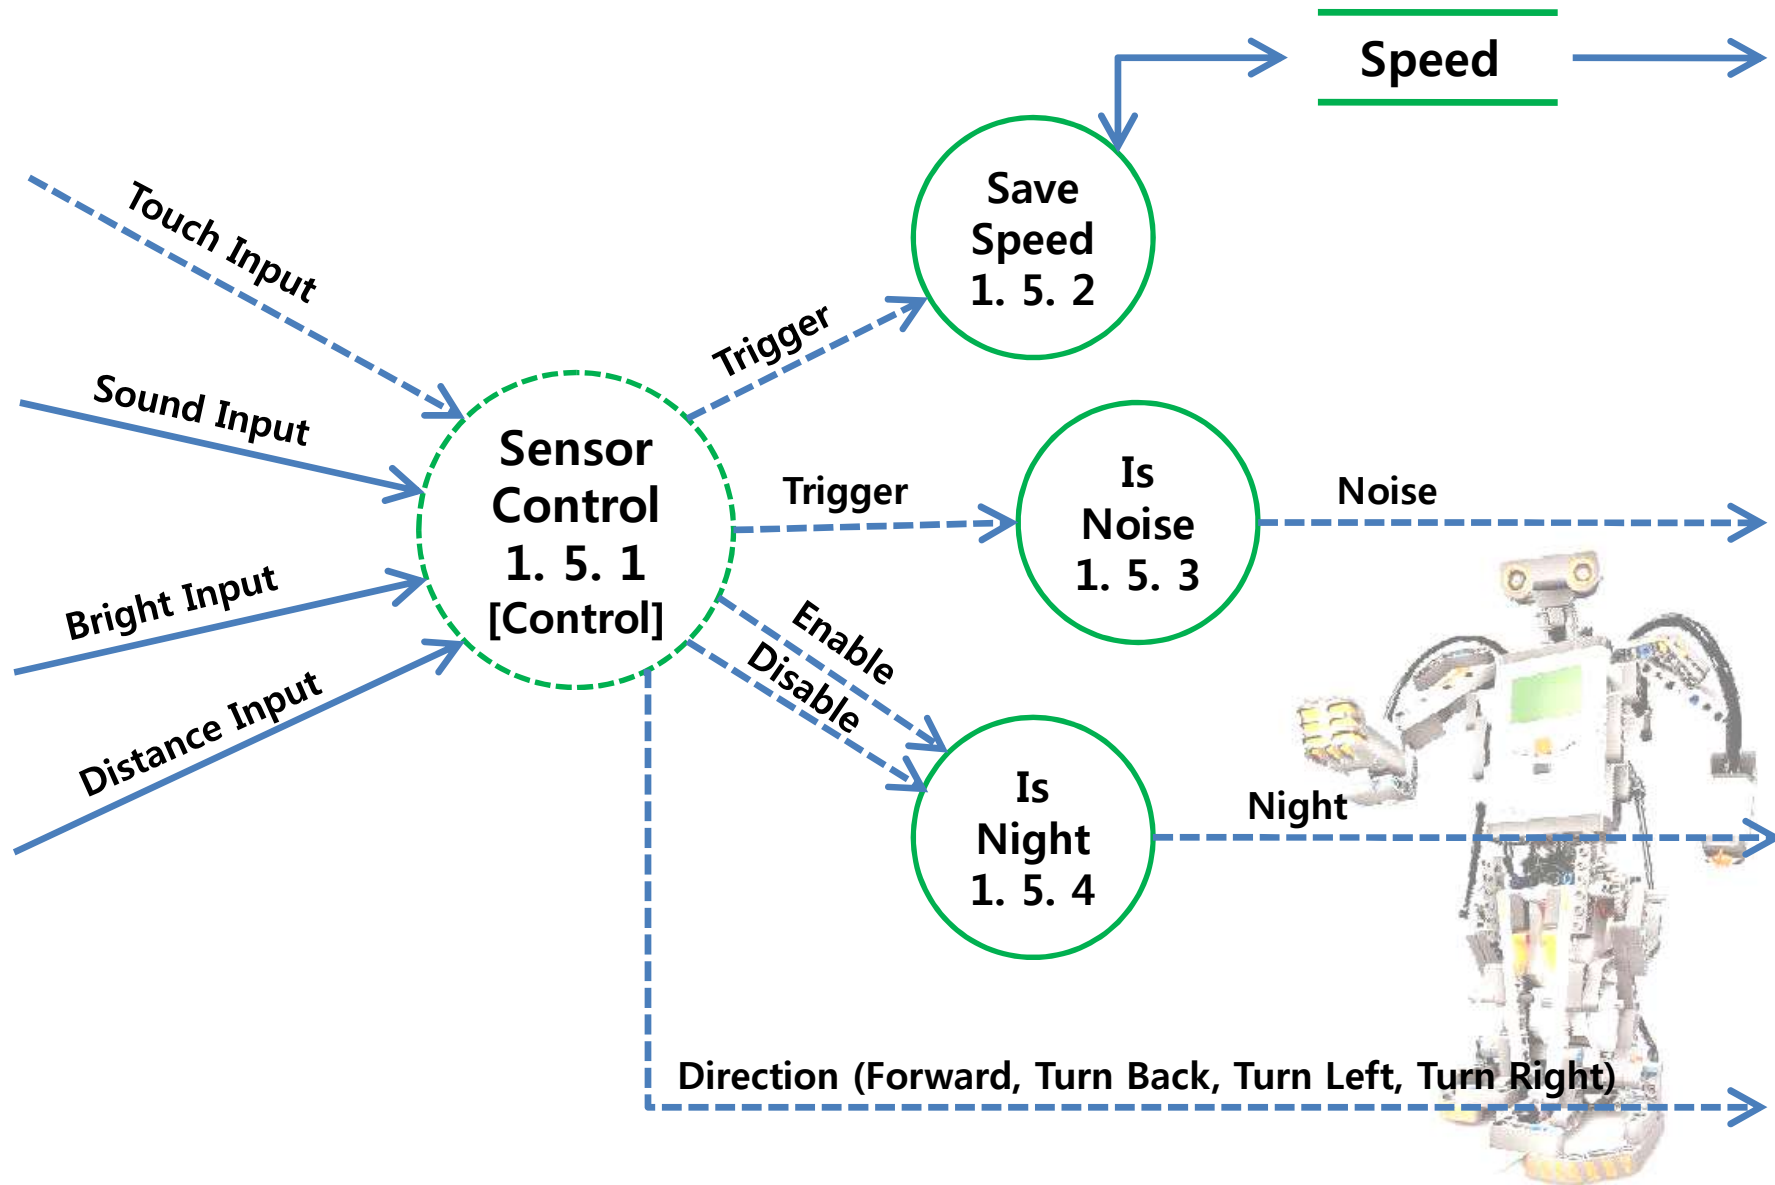 Speed
Save
Speed
1. 5. 2
Touch Input
Trigger
Sound Input
Sensor
Control
1. 5. 1
[Control]
Trigger
Is
Noise
1. 5. 3
Noise
Bright Input
Enable
Disable
Distance Input
Is
Night
1. 5. 4
Night
Direction (Forward, Turn Back, Turn Left, Turn Right)